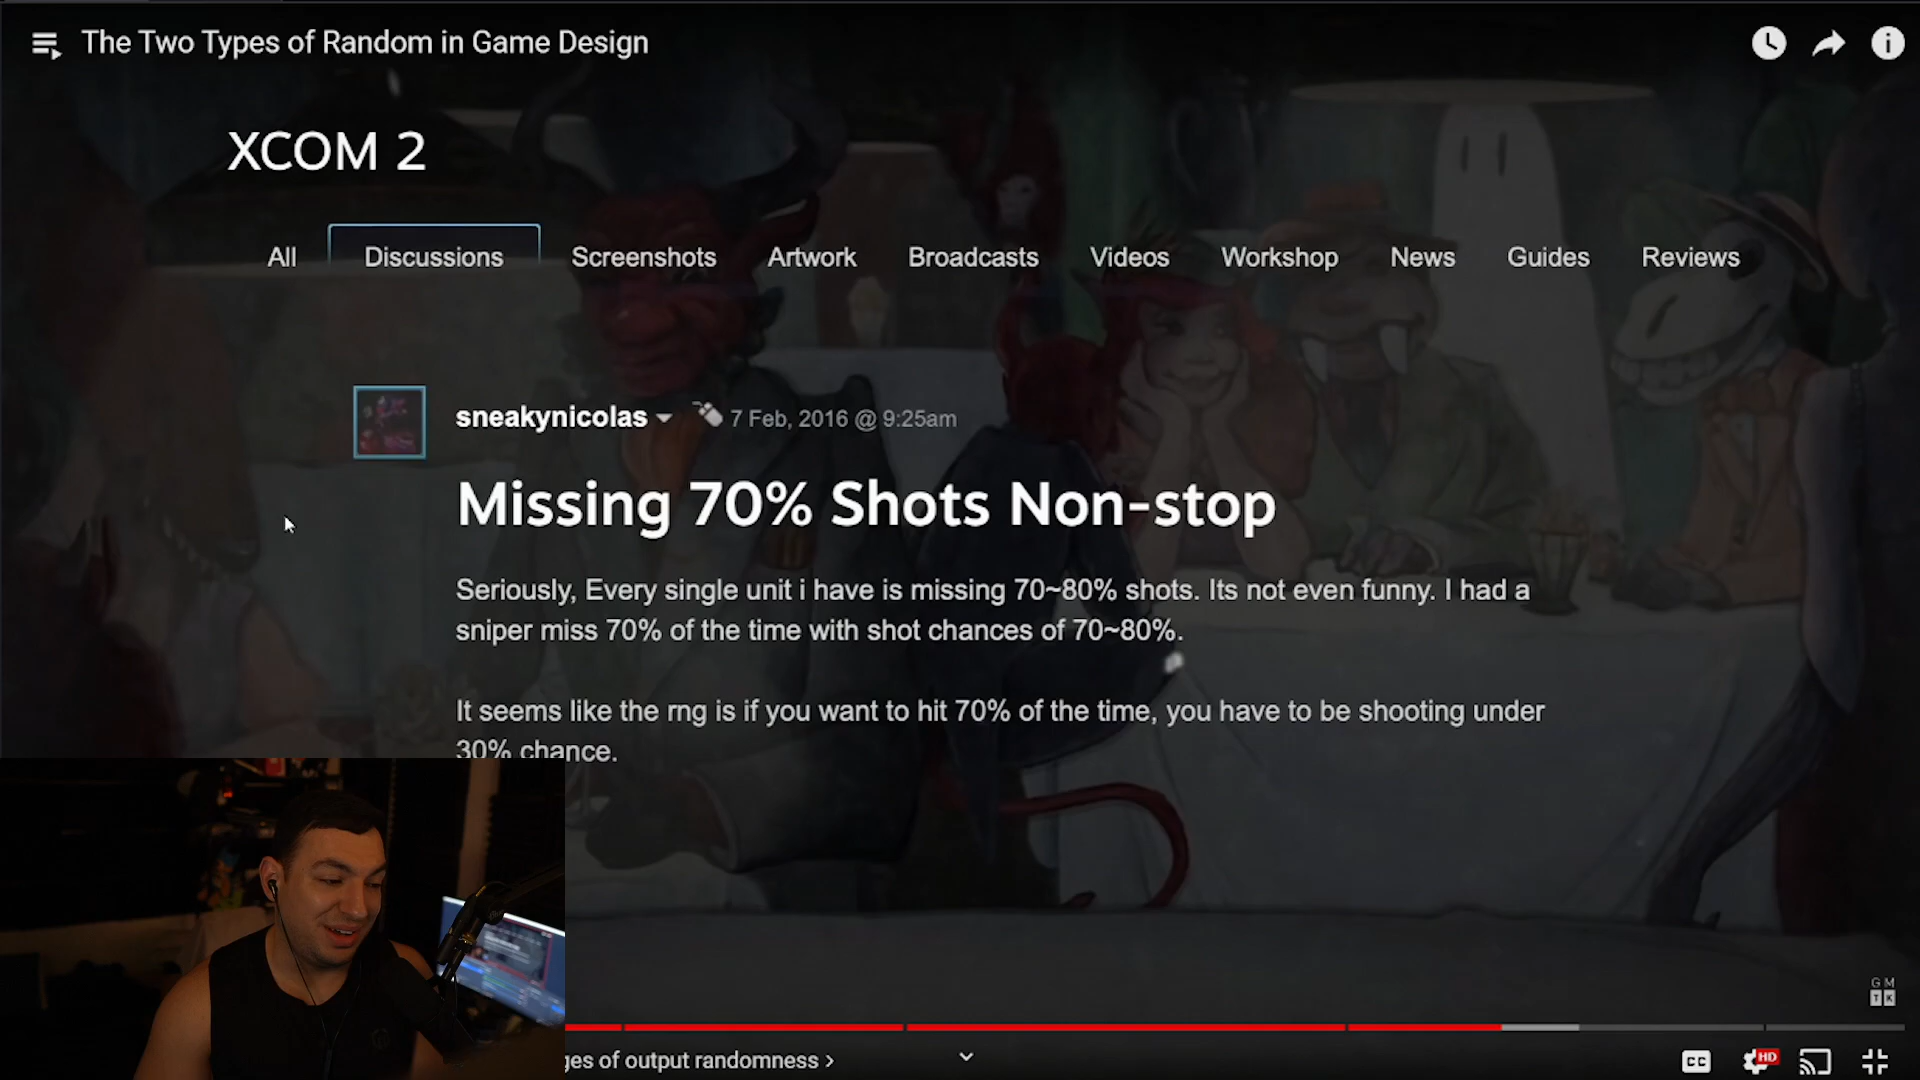 The Two Types of Random in Game Design
XCOM 2
All Discussions Screenshots Artwork Broadcasts Videos Workshop News Guides Reviews
sneakynicolas 7 Feb, 2016 @ 9:25am
Missing 70% Shots Non-stop
Seriously, Every single unit i have is missing 70~80% shots. Its not even funny. I had a
sniper miss 70% of the time with shot chances of 70~80%.
It seems like the rng is if you want to hit 70% of the time, you have to be shooting under
30% chance.
GM
TK
ges of output randomness ›
CC HD